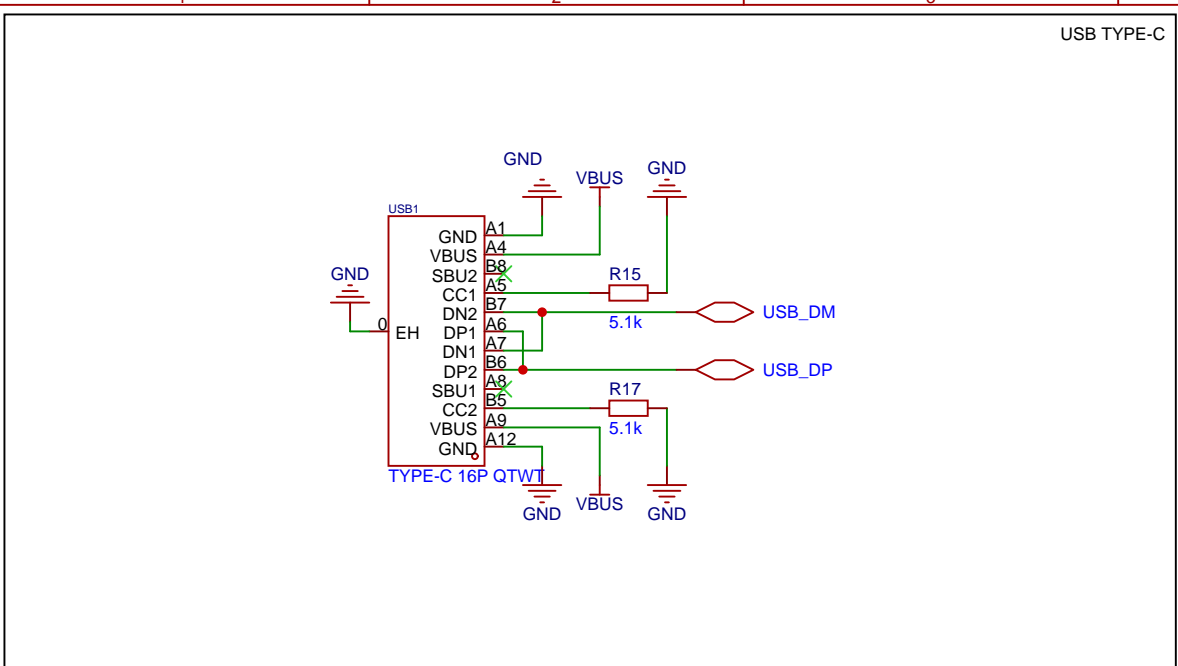 2
USB TYPE-C
GND
VBUS
GND
USB1
GND A1
VBUS A4
SBU2 B8
CC1 A5
DN2 B7
DP1 A6
DN1 A7
DP2 B6
SBU1 A8
CC2 B5
VBUS A9
GND A12
GND
0 EH
R15
5.1k
USB_DM
USB_DP
R17
5.1k
TYPE-C 16P QTWT
GND
VBUS
GND